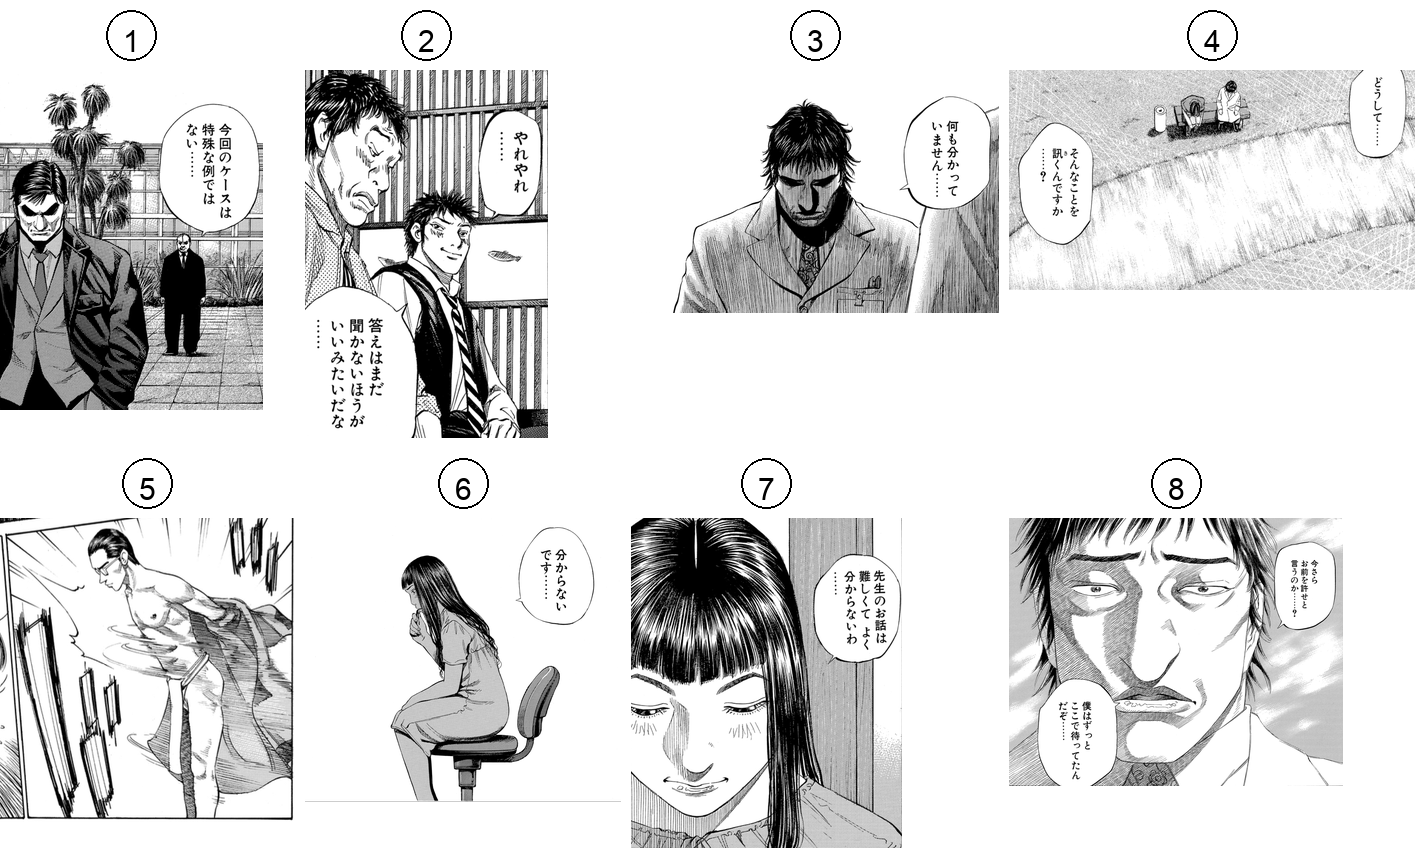 1
今回のケースは
特殊な例では
ない……
2
やれやれ
……
答えはまだ
聞かないほうが
いいみたいだな
……
3
何も分かって
いません……
4
どうして……
そんなことを
訊くんですか
……?
5
6
分からない
です……
7
先生のお話は
難しくて よく
分からないわ
……
8
今さら
お前を許せと
言うのか……?
僕はずっと
ここで待ってたん
だぞ……